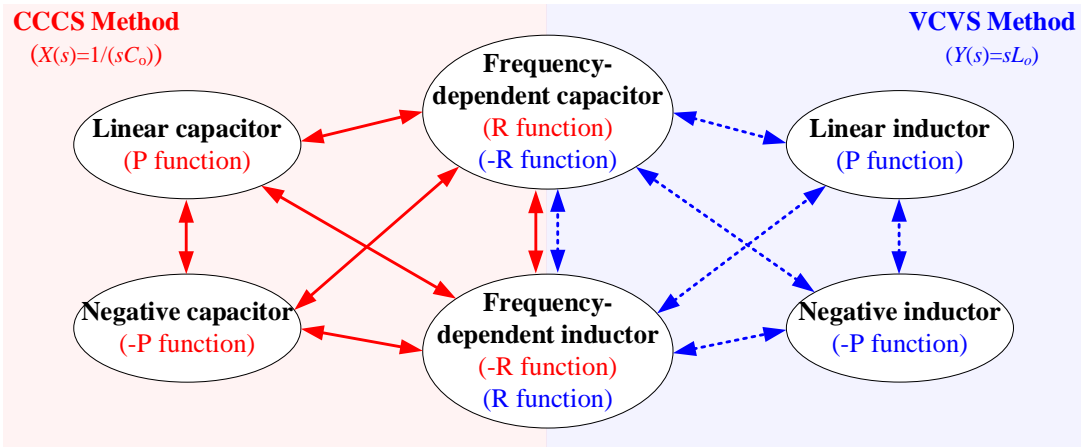 CCCS Method
(X(s)=1/(sCo))
VCVS Method
(Y(s)=sLo)
Frequency-
dependent capacitor
(R function)
(-R function)
Linear capacitor
(P function)
Linear inductor
(P function)
Negative capacitor
(-P function)
Frequency-
dependent inductor
(-R function)
(R function)
Negative inductor
(-P function)